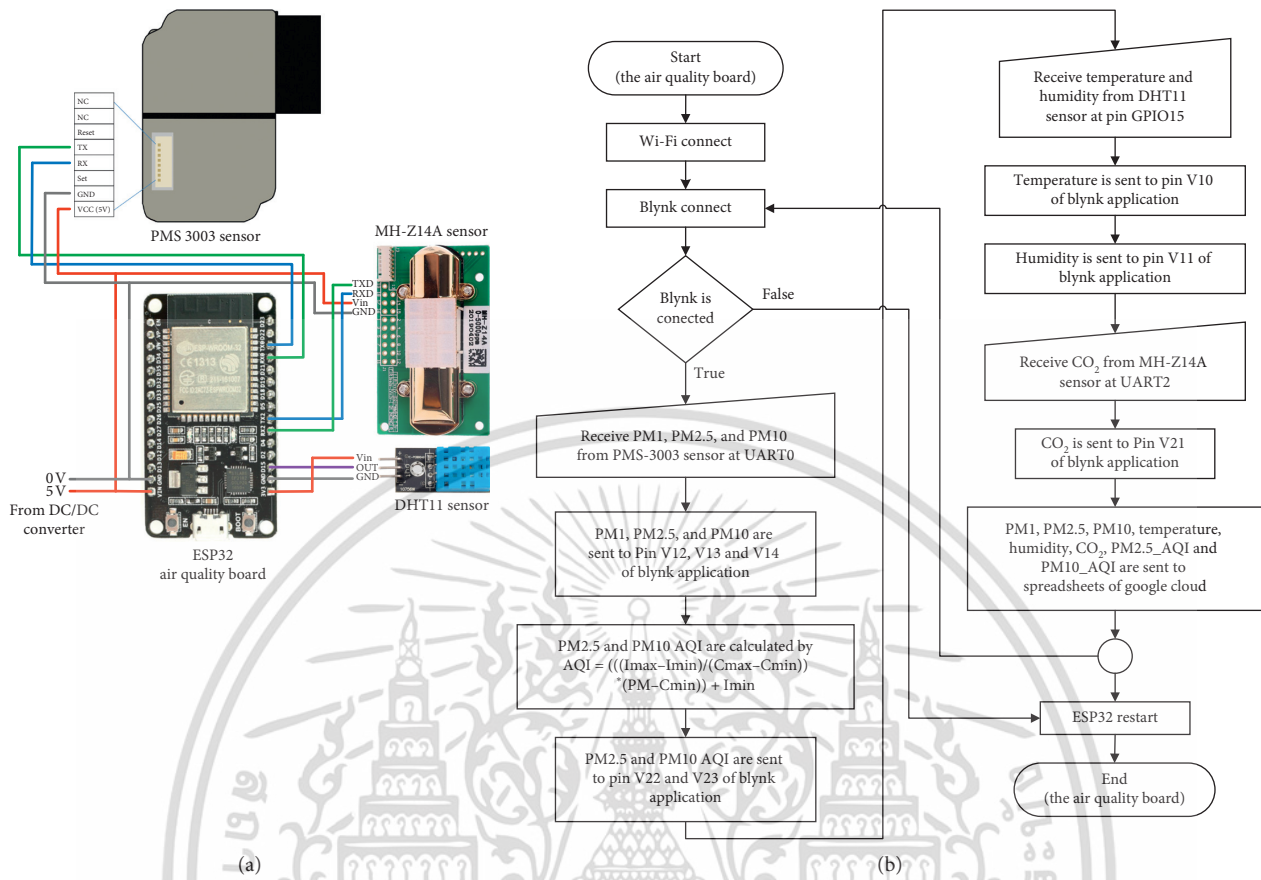 NC
NC
Reset
TX
RX
Set
GND
VCC (5V)
PMS 3003 sensor
MH-Z14A sensor
TXD
RXD
Vin
GND
MH-Z14A
0-5000ppm
Vin
OUT
GND
DHT11 sensor
0 V
5 V
From DC/DC
converter
EN
BOOT
ESP32
air quality board
(a)
Start
(the air quality board)
Wi-Fi connect
Blynk connect
Blynk is
conected
False
True
Receive PM1, PM2.5, and PM10
from PMS-3003 sensor at UART0
PM1, PM2.5, and PM10 are
sent to Pin V12, V13 and V14
of blynk application
PM2.5 and PM10 AQI are calculated by
AQI = (((Imax–Imin)/(Cmax–Cmin))
*(PM–Cmin)) + Imin
PM2.5 and PM10 AQI are sent
to pin V22 and V23 of blynk
application
Receive temperature and
humidity from DHT11
sensor at pin GPIO15
Temperature is sent to pin V10
of blynk application
Humidity is sent to pin V11 of
blynk application
Receive CO₂ from MH-Z14A
sensor at UART2
CO₂ is sent to Pin V21
of blynk application
PM1, PM2.5, PM10, temperature,
humidity, CO₂, PM2.5_AQI and
PM10_AQI are sent to
spreadsheets of google cloud
ESP32 restart
End
(the air quality board)
(b)